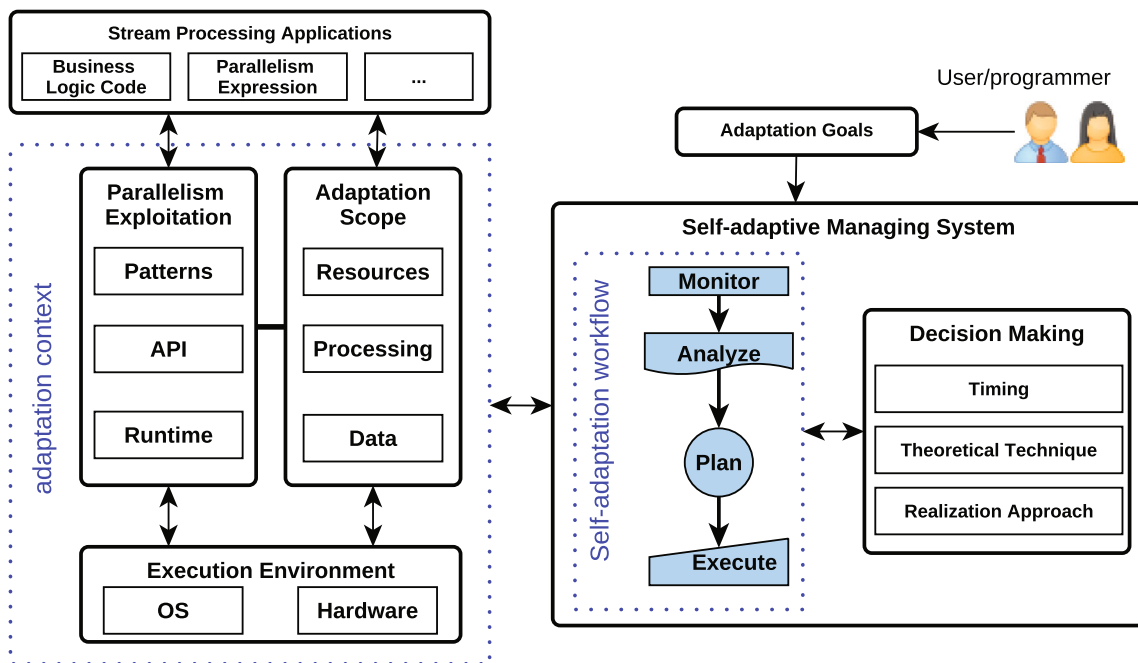 Stream Processing Applications
Business
Logic Code
Parallelism
Expression
...
adaptation context
Parallelism
Exploitation
Patterns
API
Runtime
Adaptation
Scope
Resources
Processing
Data
Execution Environment
OS
Hardware
User/programmer
Adaptation Goals
Self-adaptive Managing System
Self-adaptation workflow
Monitor
Analyze
Plan
Execute
Decision Making
Timing
Theoretical Technique
Realization Approach